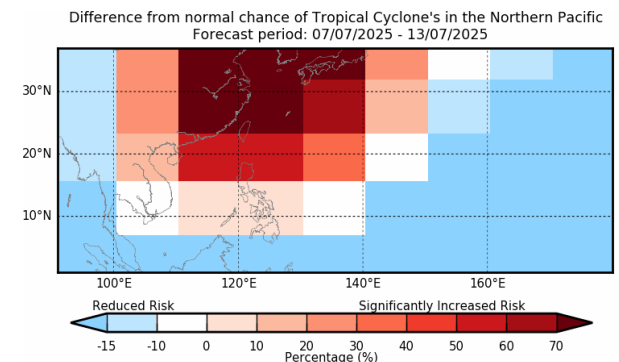 Difference from normal chance of Tropical Cyclone's in the Northern Pacific
Forecast period: 07/07/2025 - 13/07/2025
30°N
20°N
10°N
100°E 120°E 140°E 160°E
Reduced Risk Significantly Increased Risk
-15 -10 0 10 20 30 40 50 60 70
Percentage (%)